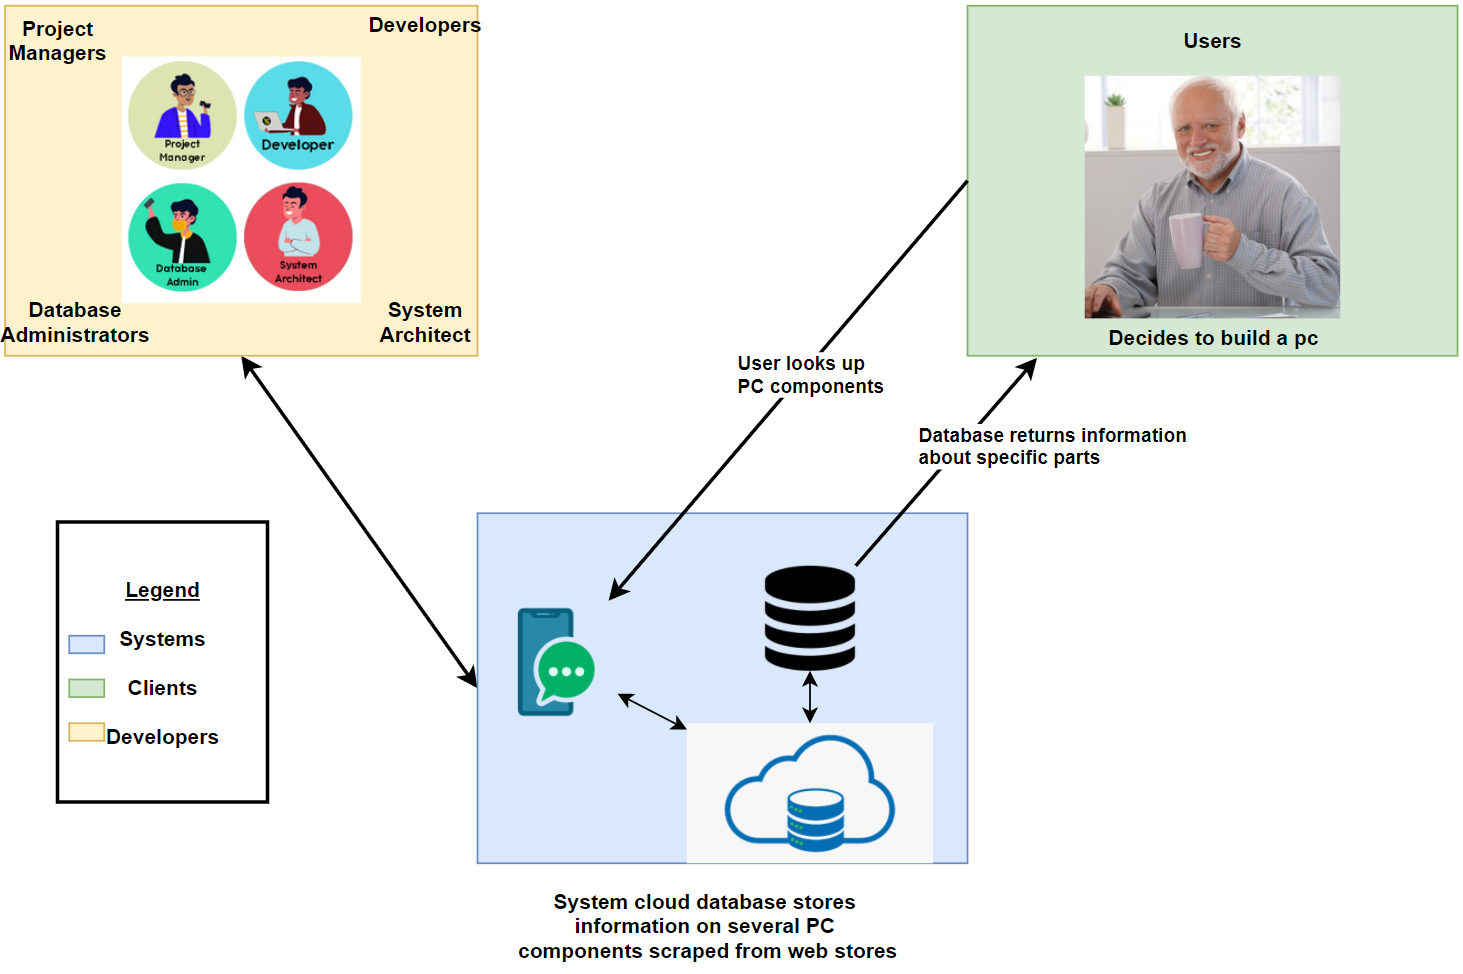 Project
Managers
Developers
Project
Manager
Developer
Database
Admin
System
Architect
Database
Administrators
System
Architect
Users
Decides to build a pc
User looks up
PC components
Database returns information
about specific parts
Legend
Systems
Clients
Developers
System cloud database stores
information on several PC
components scraped from web stores